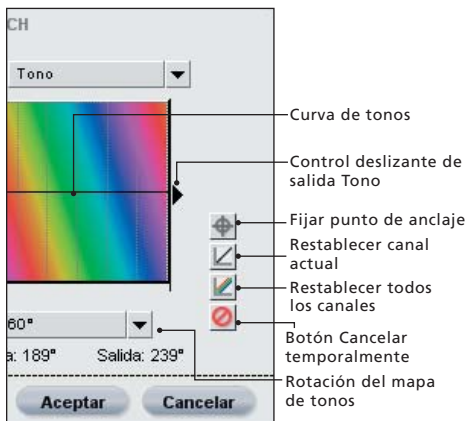 CH
Tono
Curva de tonos
Control deslizante de
salida Tono
Fijar punto de anclaje
Restablecer canal
actual
Restablecer todos
los canales
60°
Botón Cancelar
temporalmente
a: 189° Salida: 239°
Rotación del mapa
de tonos
Aceptar Cancelar